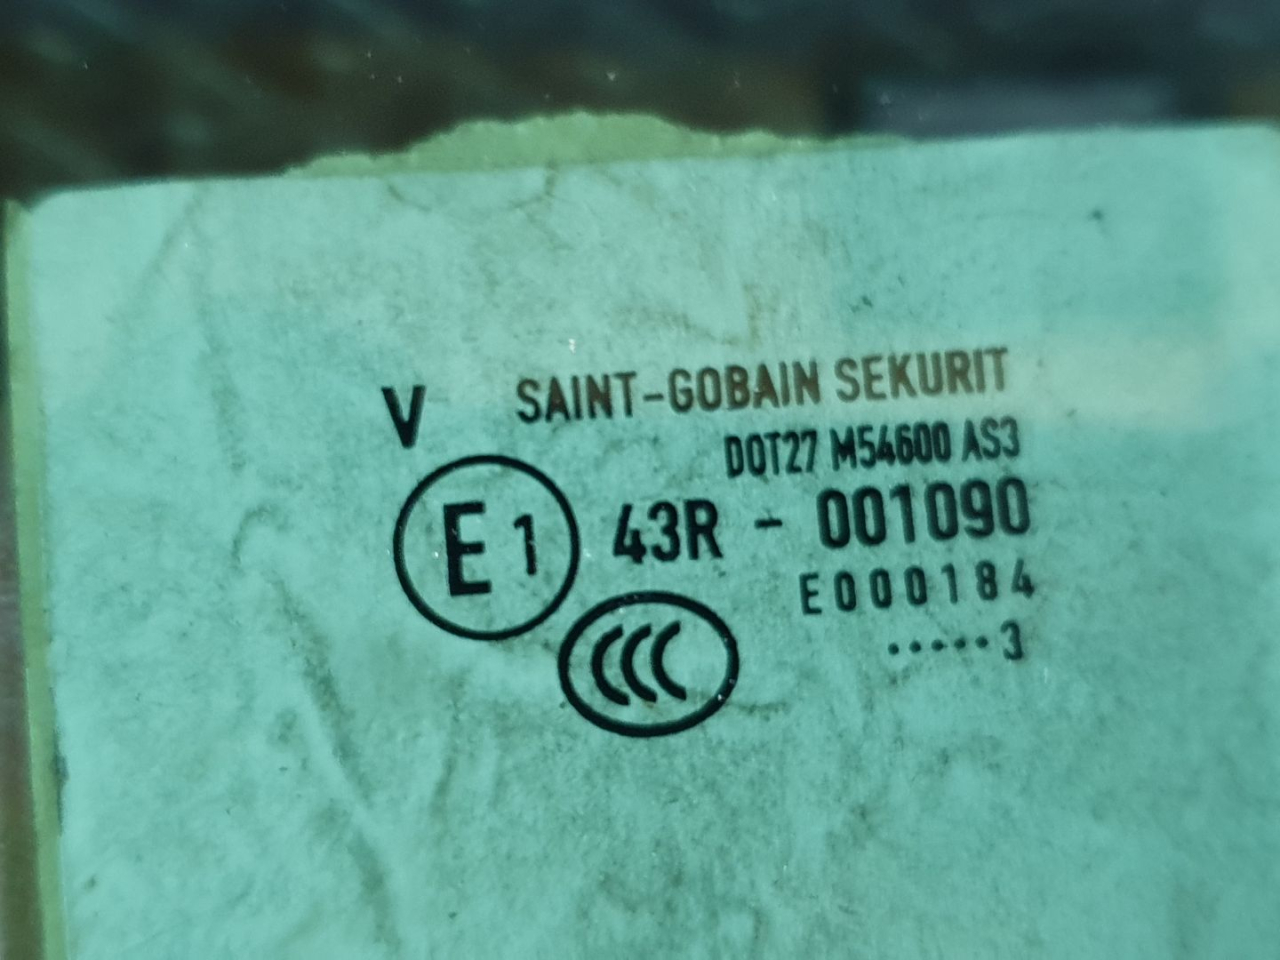 V SAINT-GOBAIN SEKURIT
DOT27 M54600 AS3
E1 43R - 001090
E000184
CCC
·····3